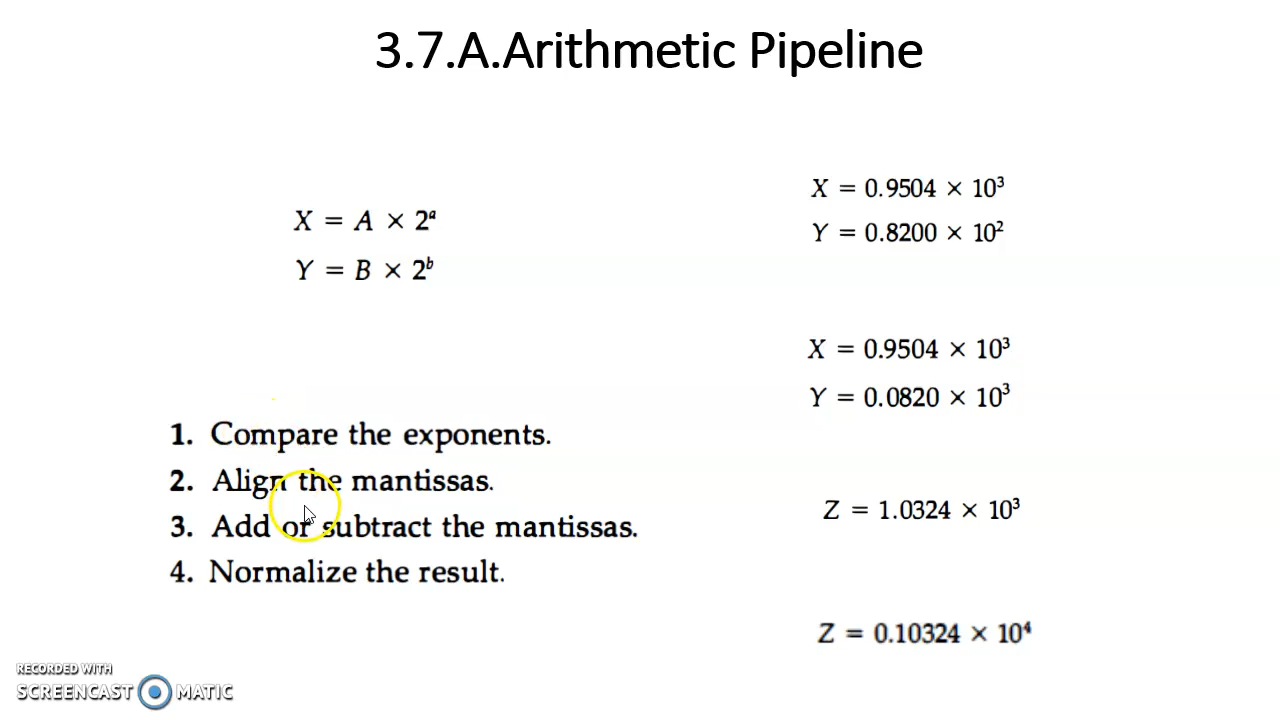 3.7.A.Arithmetic Pipeline
X = A × 2ᵃ
Y = B × 2ᵇ
1. Compare the exponents.
2. Align the mantissas.
3. Add or subtract the mantissas.
4. Normalize the result.
X = 0.9504 × 10³
Y = 0.8200 × 10²
X = 0.9504 × 10³
Y = 0.0820 × 10³
Z = 1.0324 × 10³
Z = 0.10324 × 10⁴
RECORDED WITH
SCREENCAST MATIC